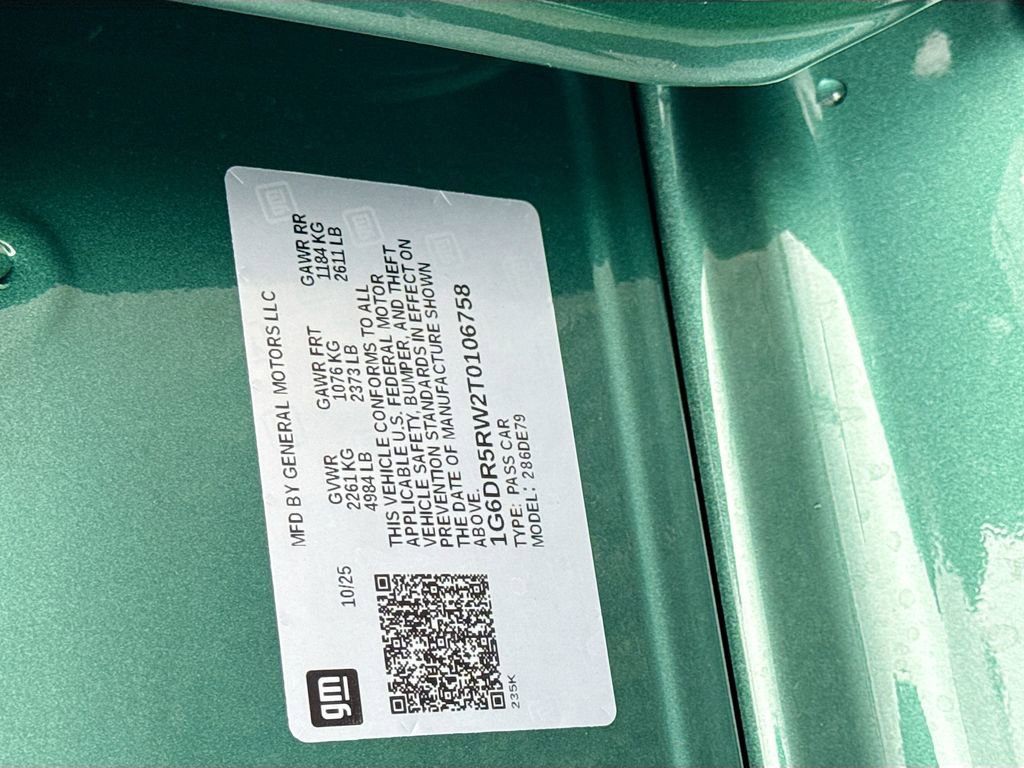 gm
10/25
MFD BY GENERAL MOTORS LLC
GVWR GAWR FRT GAWR RR
2261 KG 1076 KG 1184 KG
4984 LB 2373 LB 2611 LB
THIS VEHICLE CONFORMS TO ALL
APPLICABLE U.S. FEDERAL MOTOR
VEHICLE SAFETY, BUMPER, AND THEFT
PREVENTION STANDARDS IN EFFECT ON
THE DATE OF MANUFACTURE SHOWN
ABOVE.
1G6DR5RW2T0106758
TYPE: PASS CAR
MODEL: 286DE79
235K